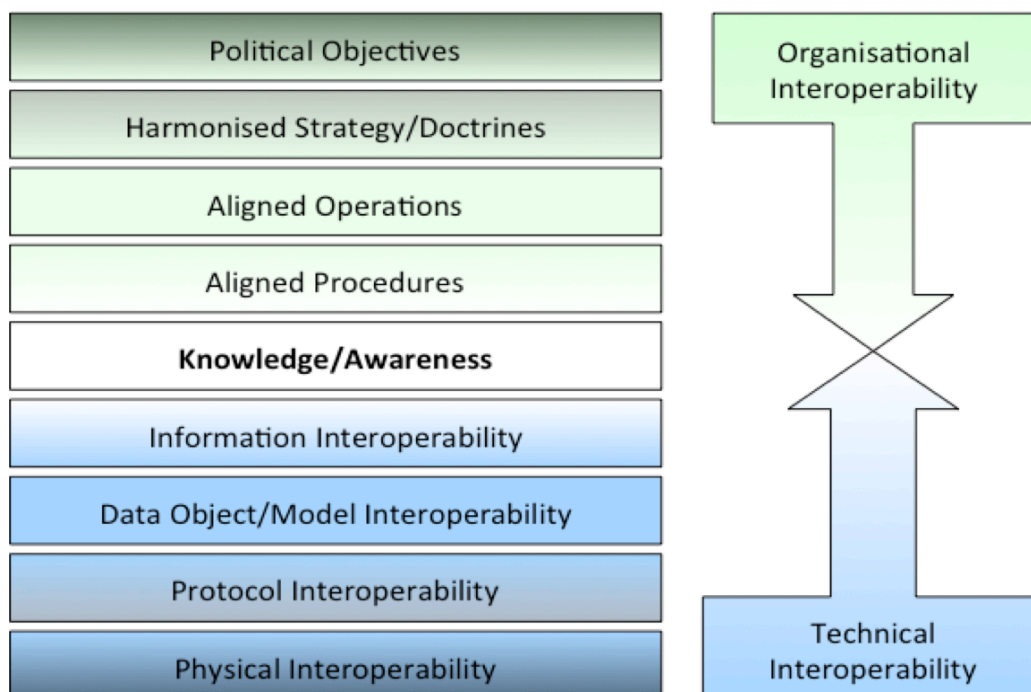 Political Objectives
Harmonised Strategy/Doctrines
Aligned Operations
Aligned Procedures
Knowledge/Awareness
Information Interoperability
Data Object/Model Interoperability
Protocol Interoperability
Physical Interoperability
Organisational
Interoperability
Technical
Interoperability